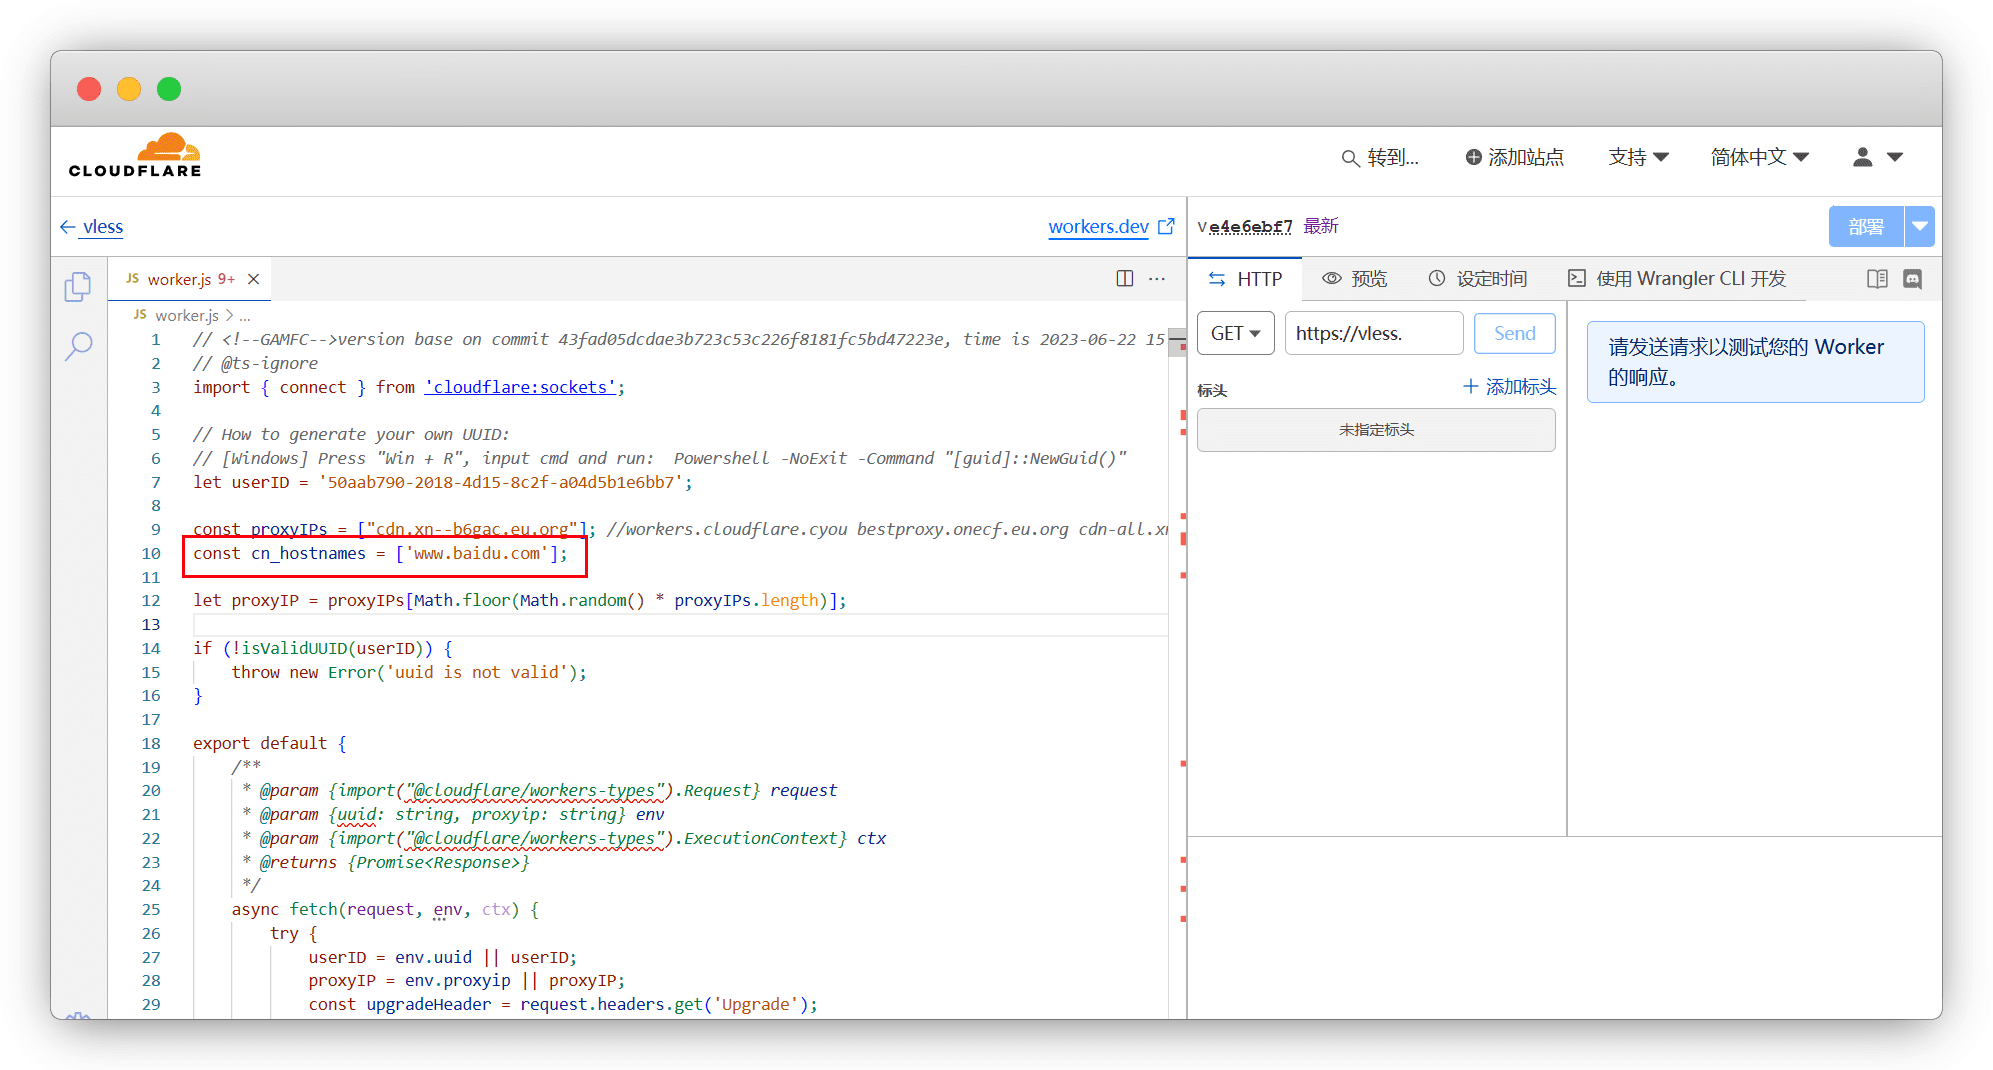 CLOUDFLARE
转到...
添加站点
支持
简体中文
vless
workers.dev
ve4e6ebf7 最新
部署
JS worker.js 9+
HTTP
预览
设定时间
使用 Wrangler CLI 开发
JS worker.js > ...
GET
https://vless.
Send
请发送请求以测试您的 Worker
的响应。
标头
添加标头
未指定标头
1 // <!--GAMFC-->version base on commit 43fad05dcdae3b723c53c226f8181fc5bd47223e, time is 2023-06-22 15
2 // @ts-ignore
3 import { connect } from 'cloudflare:sockets';
4
5 // How to generate your own UUID:
6 // [Windows] Press "Win + R", input cmd and run:  Powershell -NoExit -Command "[guid]::NewGuid()"
7 let userID = '50aab790-2018-4d15-8c2f-a04d5b1e6bb7';
8
9 const proxyIPs = ["cdn.xn--b6gac.eu.org"]; //workers.cloudflare.cyou bestproxy.onecf.eu.org cdn-all.xn
10 const cn_hostnames = ['www.baidu.com'];
11
12 let proxyIP = proxyIPs[Math.floor(Math.random() * proxyIPs.length)];
13
14 if (!isValidUUID(userID)) {
15 throw new Error('uuid is not valid');
16 }
17
18 export default {
19 /**
20 * @param {import("@cloudflare/workers-types").Request} request
21 * @param {uuid: string, proxyip: string} env
22 * @param {import("@cloudflare/workers-types").ExecutionContext} ctx
23 * @returns {Promise<Response>}
24 */
25 async fetch(request, env, ctx) {
26 try {
27 userID = env.uuid || userID;
28 proxyIP = env.proxyip || proxyIP;
29 const upgradeHeader = request.headers.get('Upgrade');